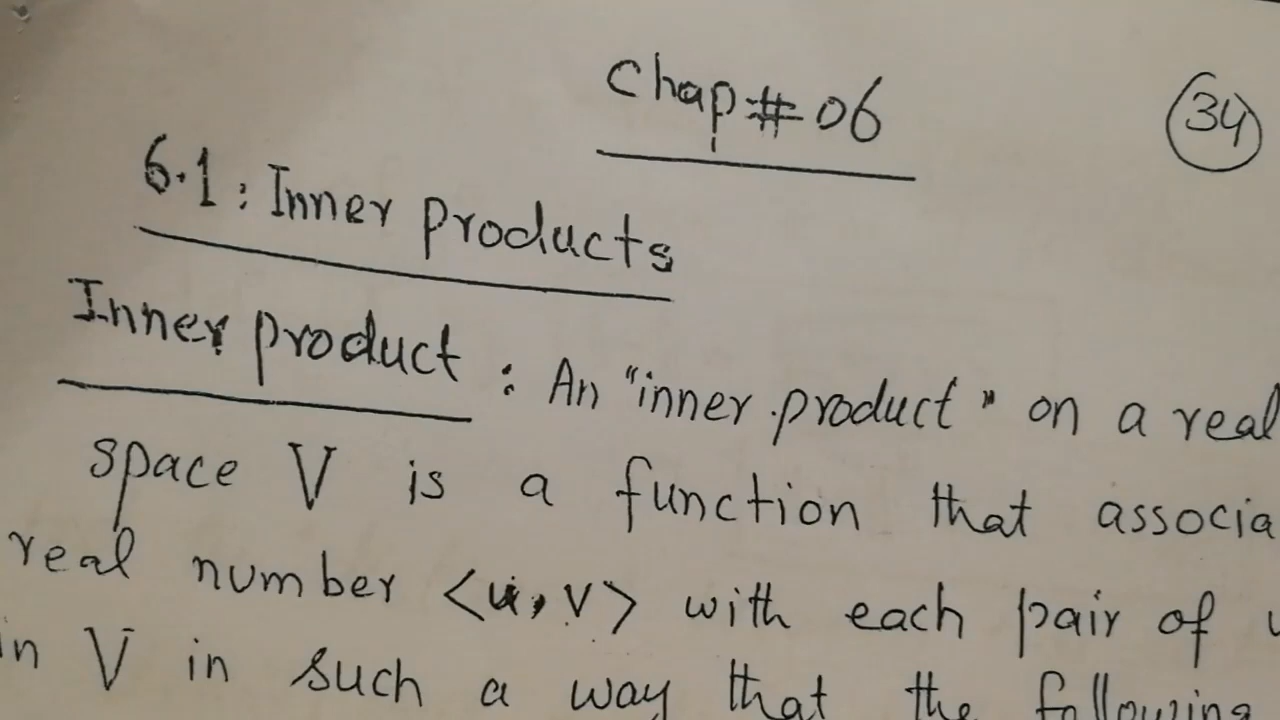 Chap# 06
34
6.1: Inner Products
Inner product: An "inner product" on a real
space V is a function that associa
real number <u, v> with each pair of
in V in such a way that the following